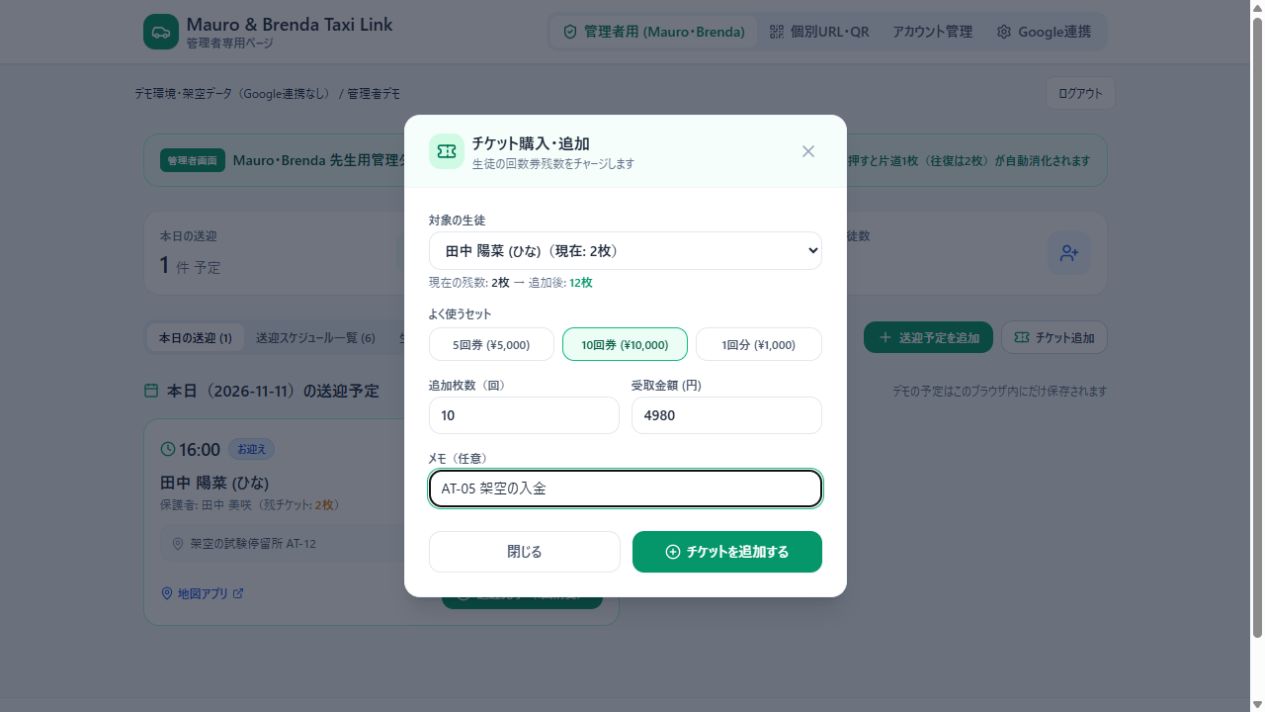 Mauro & Brenda Taxi Link
管理者専用ページ
管理者用 (Mauro・Brenda)
個別URL・QR
アカウント管理
Google連携
デモ環境・架空データ（Google連携なし） / 管理者デモ
ログアウト
管理者画面 Mauro・Brenda 先生用管理
押すと片道1枚（往復は2枚）が自動消化されます
本日の送迎
1 件 予定
徒数
本日の送迎 (1)
送迎スケジュール一覧 (6)
送迎予定を追加
チケット追加
本日（2026-11-11）の送迎予定
デモの予定はこのブラウザ内にだけ保存されます
16:00 お迎え
田中 陽菜 (ひな)
保護者: 田中 美咲（残チケット: 2枚）
架空の試験停留所 AT-12
地図アプリ
チケット購入・追加
生徒の回数券残数をチャージします
対象の生徒
田中 陽菜 (ひな)（現在: 2枚）
現在の残数: 2枚 → 追加後: 12枚
よく使うセット
5回券 (¥5,000)
10回券 (¥10,000)
1回分 (¥1,000)
追加枚数（回）
受取金額 (円)
10
4980
メモ（任意）
AT-05 架空の入金
閉じる
チケットを追加する